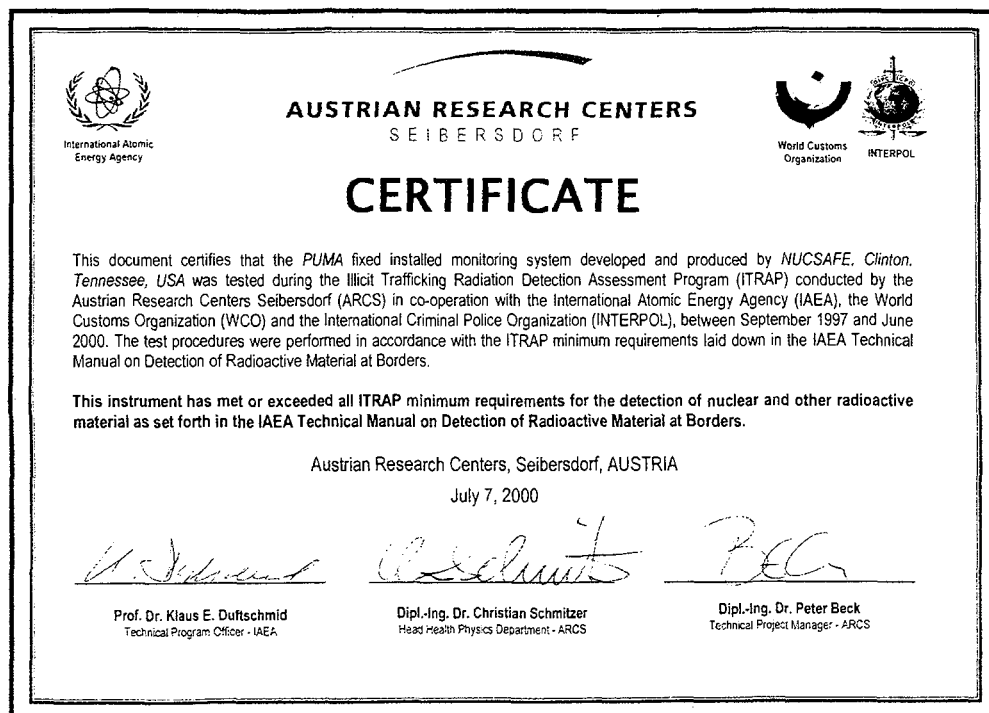 International Atomic
Energy Agency
AUSTRIAN RESEARCH CENTERS
SEIBERSDORF
World Customs
Organization
OIPC ICPO
INTERPOL
INTERPOL
CERTIFICATE
This document certifies that the PUMA fixed installed monitoring system developed and produced by NUCSAFE, Clinton,
Tennessee, USA was tested during the Illicit Trafficking Radiation Detection Assessment Program (ITRAP) conducted by the
Austrian Research Centers Seibersdorf (ARCS) in co-operation with the International Atomic Energy Agency (IAEA), the World
Customs Organization (WCO) and the International Criminal Police Organization (INTERPOL), between September 1997 and June
2000. The test procedures were performed in accordance with the ITRAP minimum requirements laid down in the IAEA Technical
Manual on Detection of Radioactive Material at Borders.
This instrument has met or exceeded all ITRAP minimum requirements for the detection of nuclear and other radioactive
material as set forth in the IAEA Technical Manual on Detection of Radioactive Material at Borders.
Austrian Research Centers, Seibersdorf, AUSTRIA
July 7, 2000
Prof. Dr. Klaus E. Duftschmid
Technical Program Officer - IAEA
Dipl.-Ing. Dr. Christian Schmitzer
Head Health Physics Department - ARCS
Dipl.-Ing. Dr. Peter Beck
Technical Project Manager - ARCS